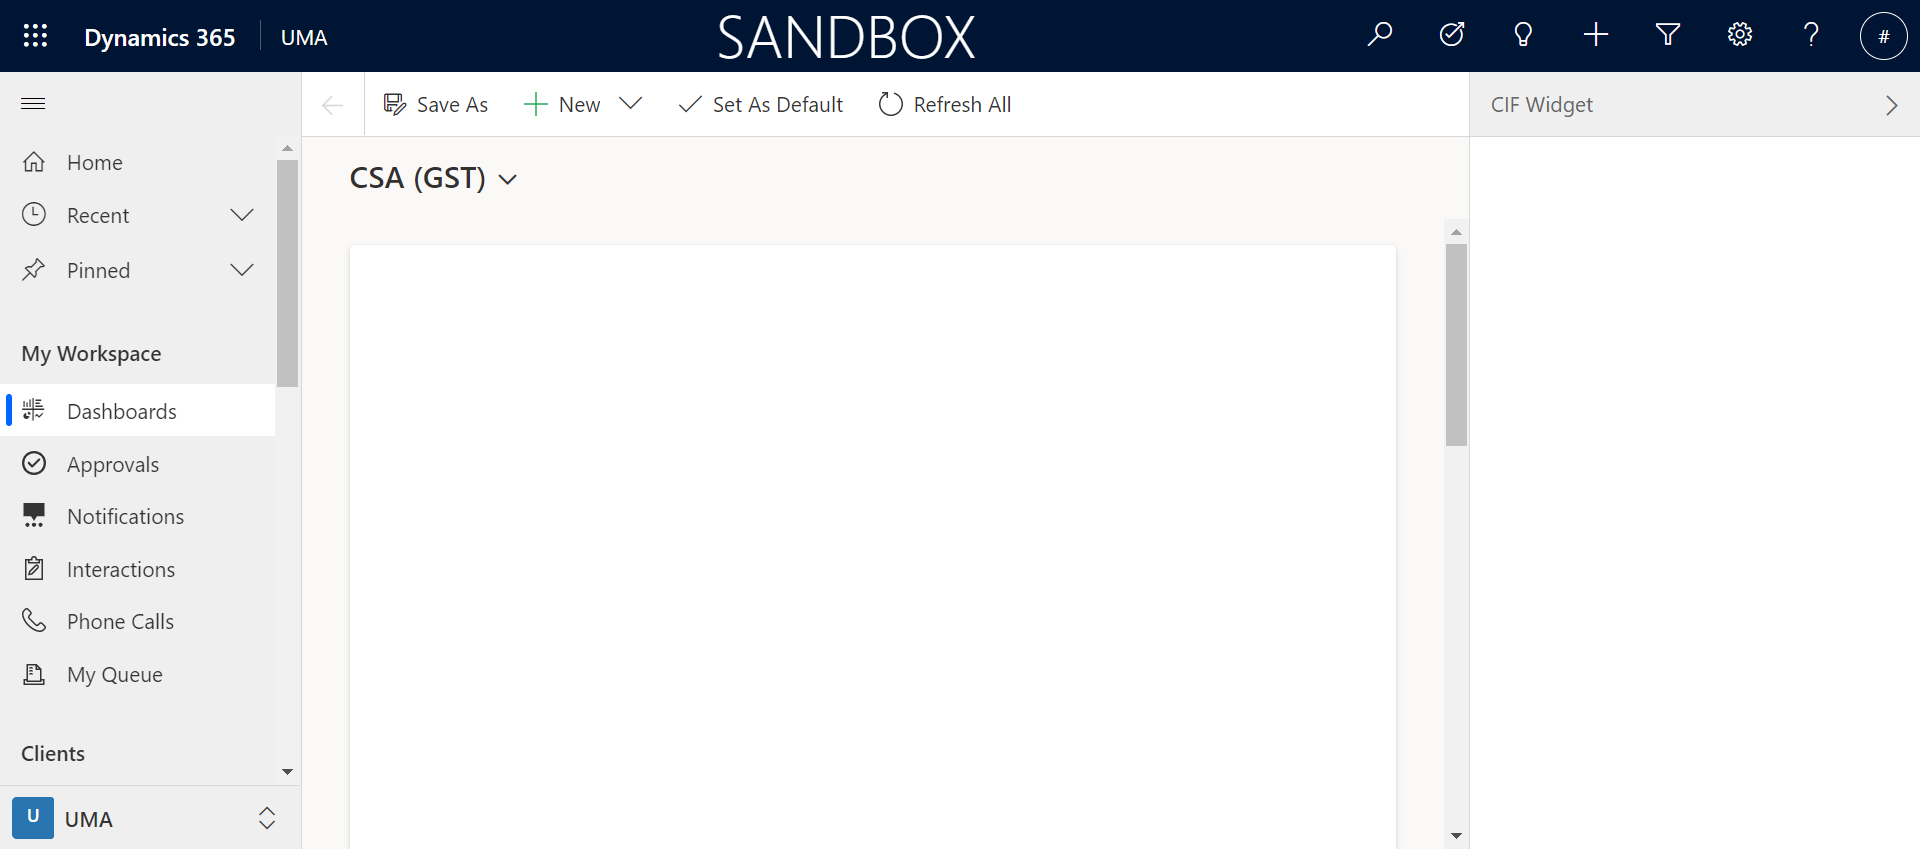 Dynamics 365
UMA
SANDBOX
#
Save As
New
Set As Default
Refresh All
CIF Widget
Home
Recent
Pinned
My Workspace
Dashboards
Approvals
Notifications
Interactions
Phone Calls
My Queue
Clients
U
UMA
CSA (GST)